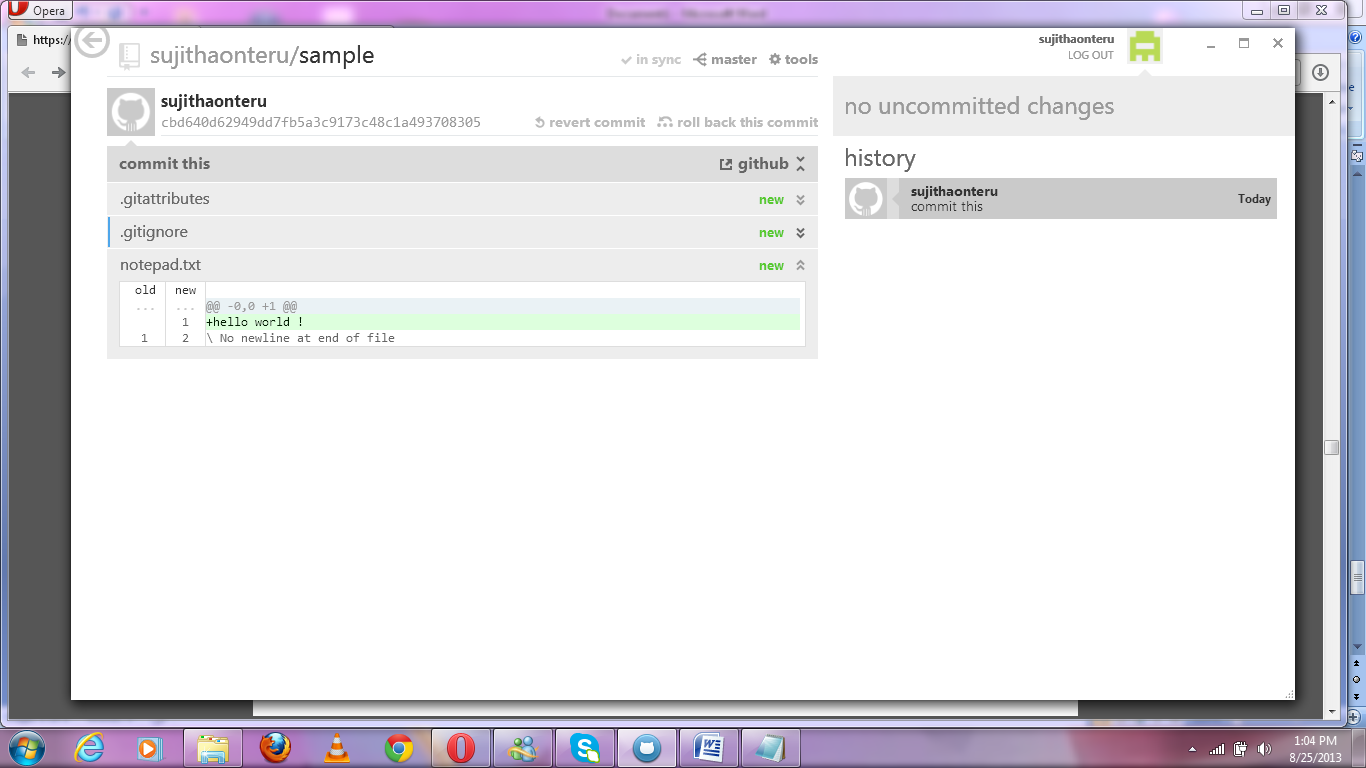 Opera
Document1 - Microsoft Word
https:/
sujithaonteru/sample
in sync
master
tools
sujithaonteru
LOG OUT
sujithaonteru
cbd640d62949dd7fb5a3c9173c48c1a493708305
revert commit
roll back this commit
no uncommitted changes
commit this
github
history
.gitattributes
new
sujithaonteru
commit this
Today
.gitignore
new
notepad.txt
new
old new
... ... @@ -0,0 +1 @@
1 +hello world !
1 2 \ No newline at end of file
1:04 PM
8/25/2013